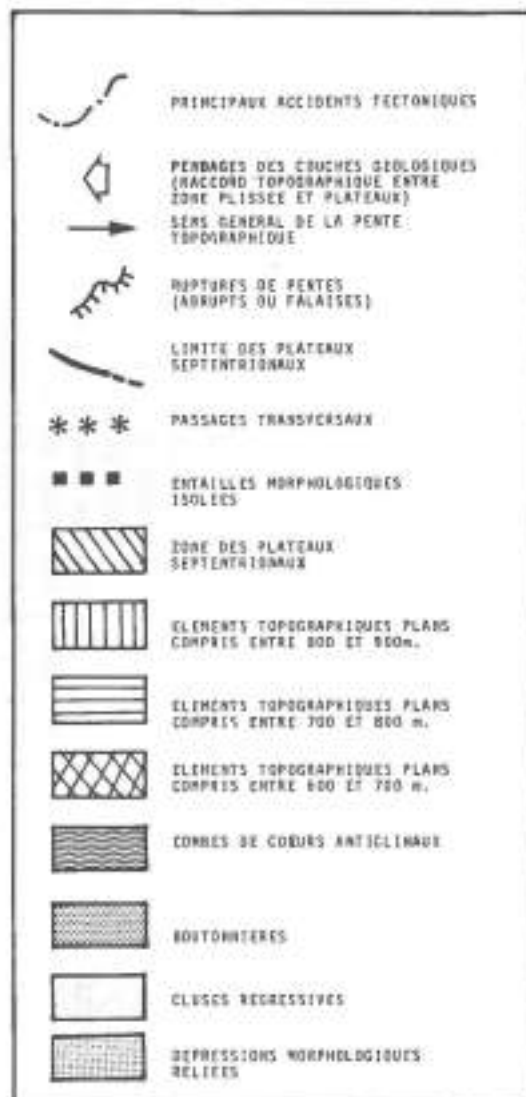 PRINCIPAUX ACCIDENTS TECTONIQUES
PENDAGES DES COUCHES GEOLOGIQUES
(RACCORD TOPOGRAPHIQUE ENTRE
ZONE PLISSEE ET PLATEAUX)
SENS GENERAL DE LA PENTE
TOPOGRAPHIQUE
RUPTURES DE PENTES
(ABRUPTS OU FALAISES)
LIMITE DES PLATEAUX
SEPTENTRIONAUX
PASSAGES TRANSVERSAUX
ENTAILLES MORPHOLOGIQUES
ISOLEES
ZONE DES PLATEAUX
SEPTENTRIONAUX
ELEMENTS TOPOGRAPHIQUES PLANS
COMPRIS ENTRE 800 ET 900m.
ELEMENTS TOPOGRAPHIQUES PLANS
COMPRIS ENTRE 700 ET 800 m.
ELEMENTS TOPOGRAPHIQUES PLANS
COMPRIS ENTRE 600 ET 700 m.
COMBES DE CŒURS ANTICLINAUX
BOUTONNIERES
CLUSES REGRESSIVES
DEPRESSIONS MORPHOLOGIQUES
RELIEES